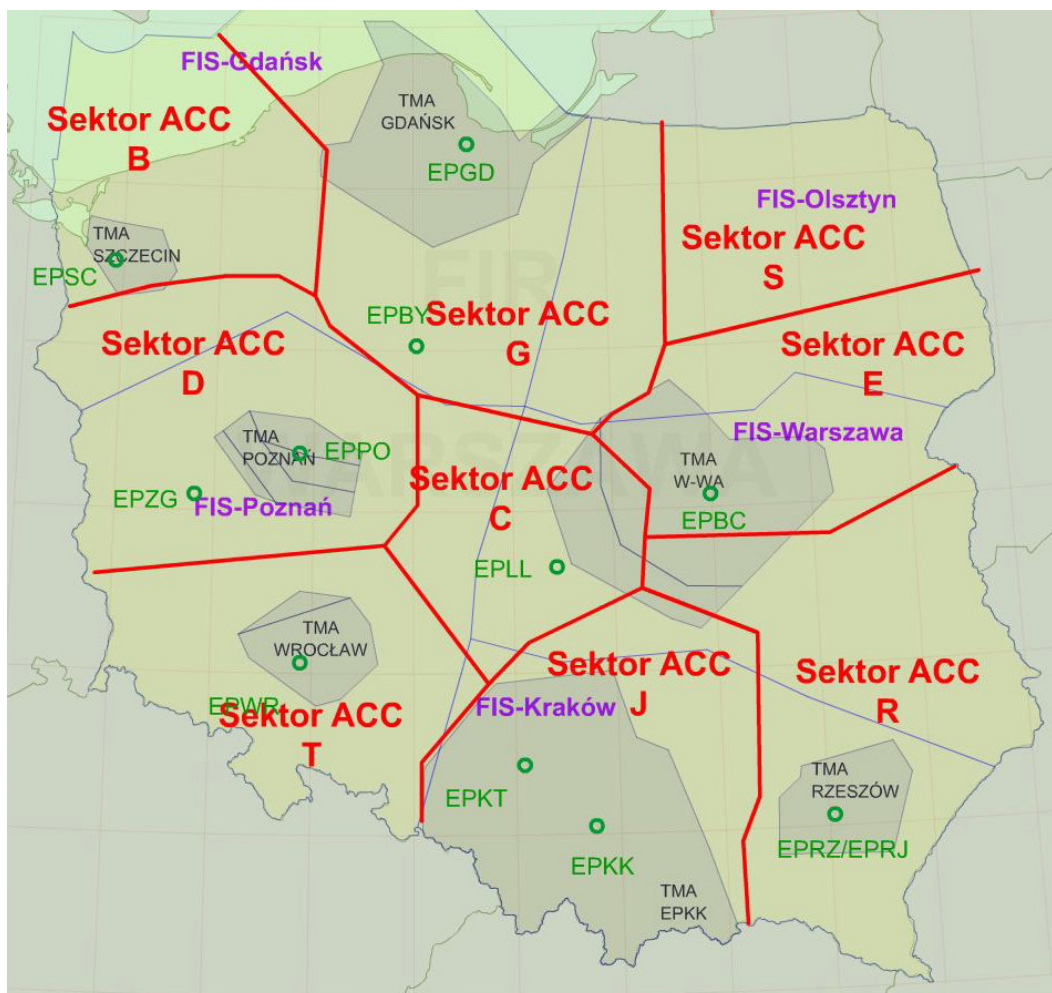 FIS-Gdańsk
Sektor ACC
B
TMA
GDAŃSK
EPGD
TMA
SZCZECIN
EPSC
FIS-Olsztyn
Sektor ACC
S
FIR
WARSZAWA
EPBY
Sektor ACC
G
Sektor ACC
D
Sektor ACC
E
TMA
POZNAŃ
EPPO
EPZG
FIS-Poznań
FIS-Warszawa
TMA
W-WA
EPBC
Sektor ACC
C
EPLL
TMA
WROCŁAW
EPWR
Sektor ACC
T
Sektor ACC
J
FIS-Kraków
EPKT
EPKK
TMA
EPKK
Sektor ACC
R
TMA
RZESZÓW
EPRZ/EPRJ